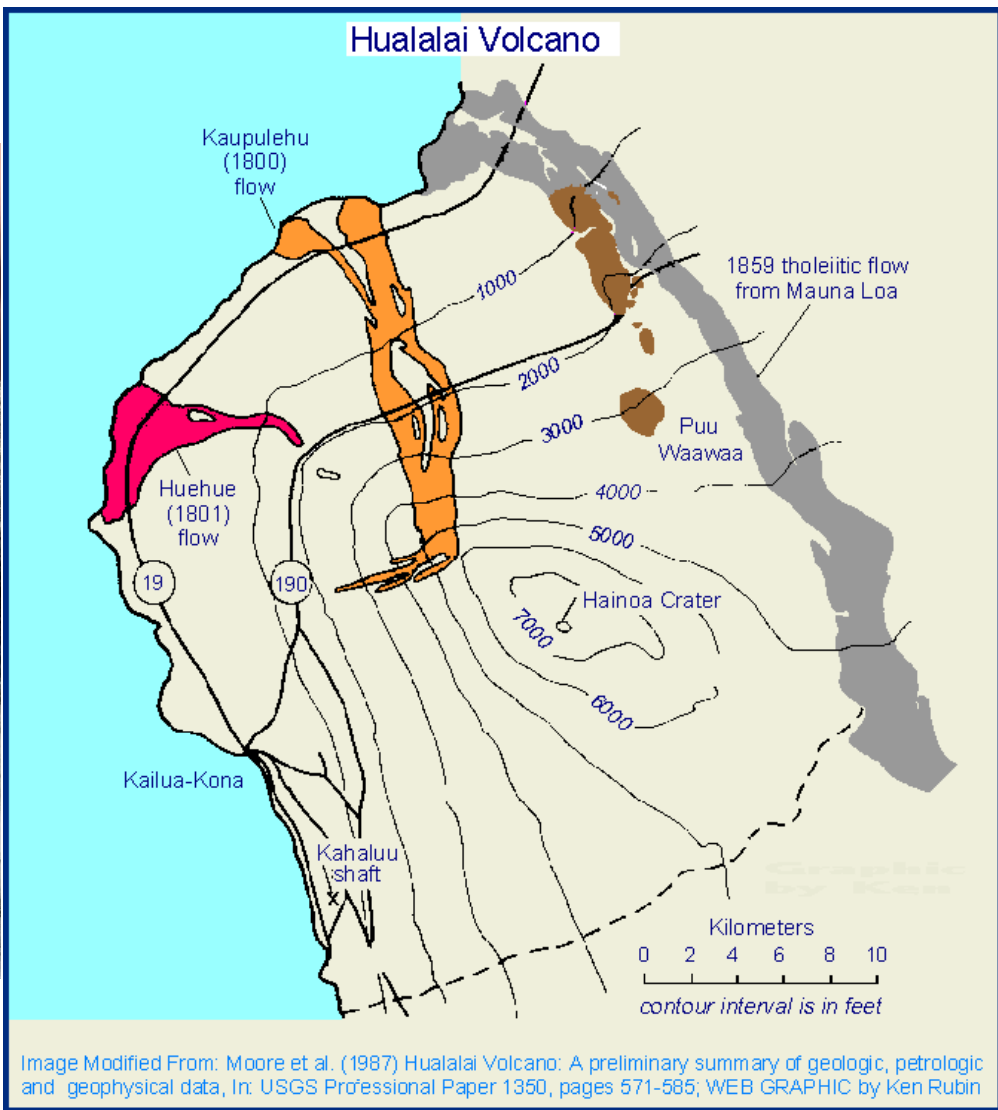 Hualalai Volcano
Kaupulehu
(1800)
flow
1859 tholeiitic flow
from Mauna Loa
1000
2000
3000
Puu
Waawaa
4000
5000
Huehue
(1801)
flow
19
190
Hainoa Crater
7000
6000
Kailua-Kona
Kahaluu
shaft
x
Graphic
by Ken
Kilometers
0 2 4 6 8 10
contour interval is in feet
Image Modified From: Moore et al. (1987) Hualalai Volcano: A preliminary summary of geologic, petrologic
and geophysical data, In: USGS Professional Paper 1350, pages 571-585; WEB GRAPHIC by Ken Rubin